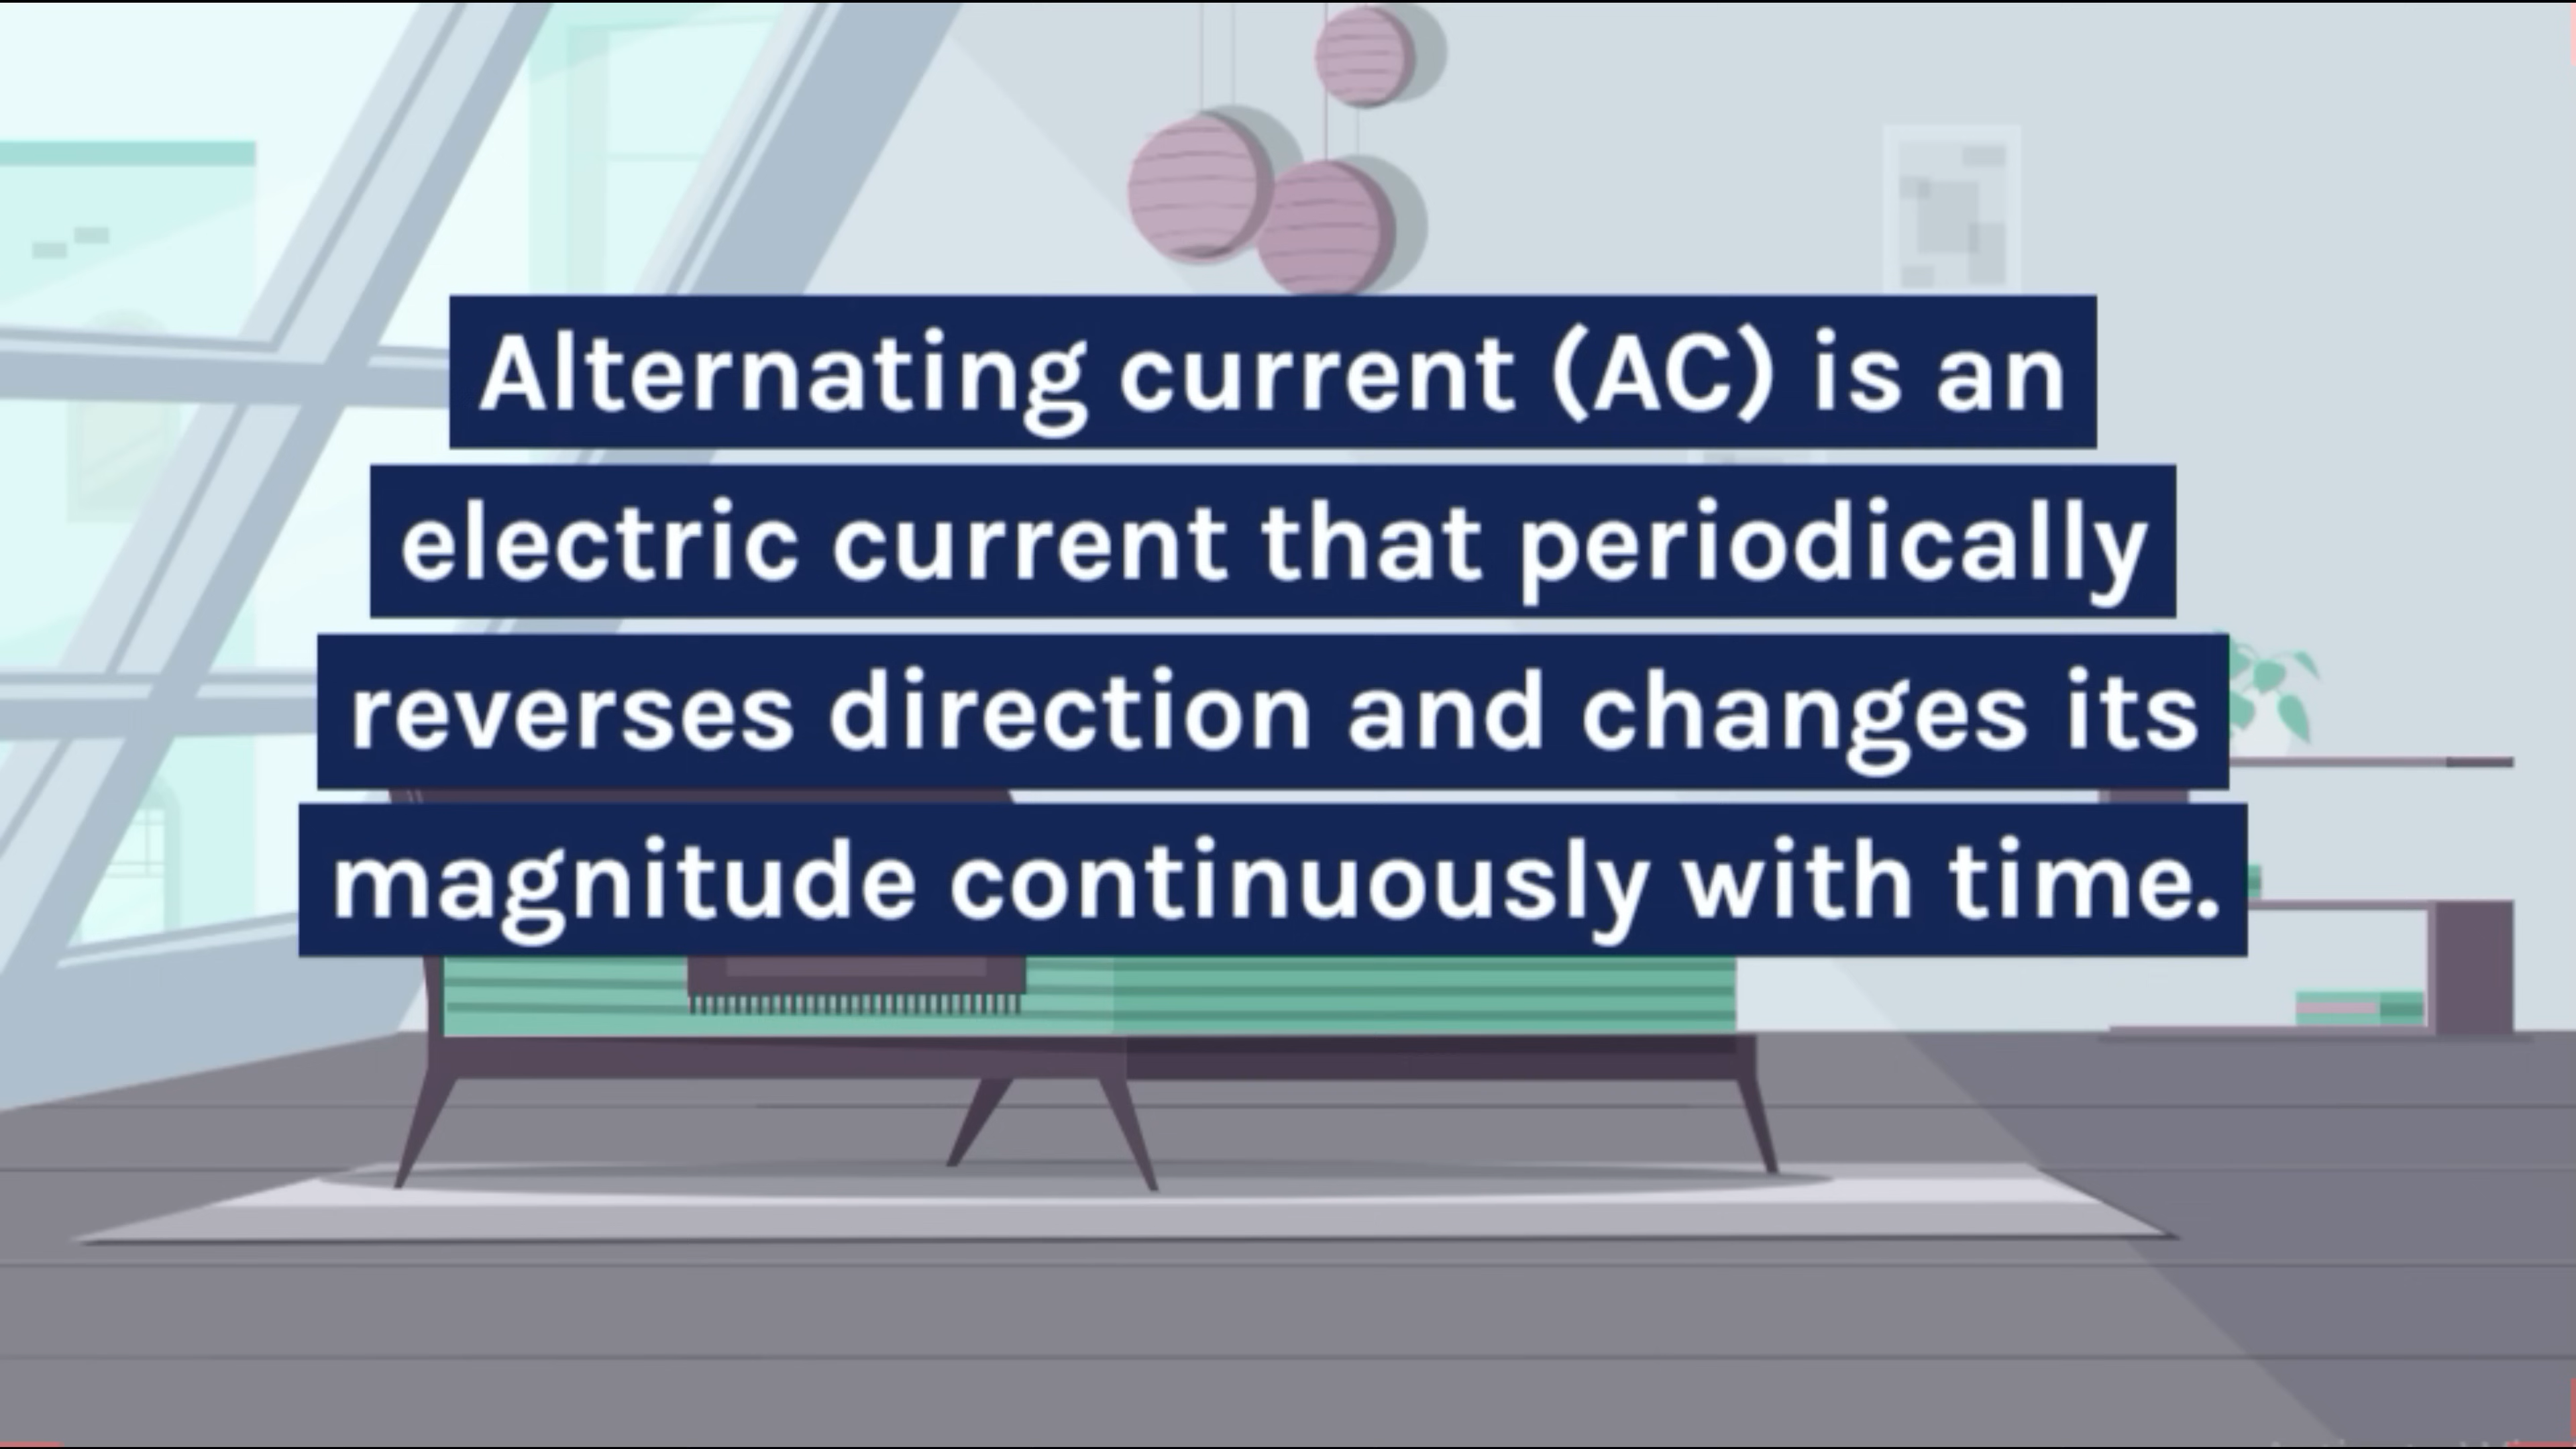 Alternating current (AC) is an
electric current that periodically
reverses direction and changes its
magnitude continuously with time.